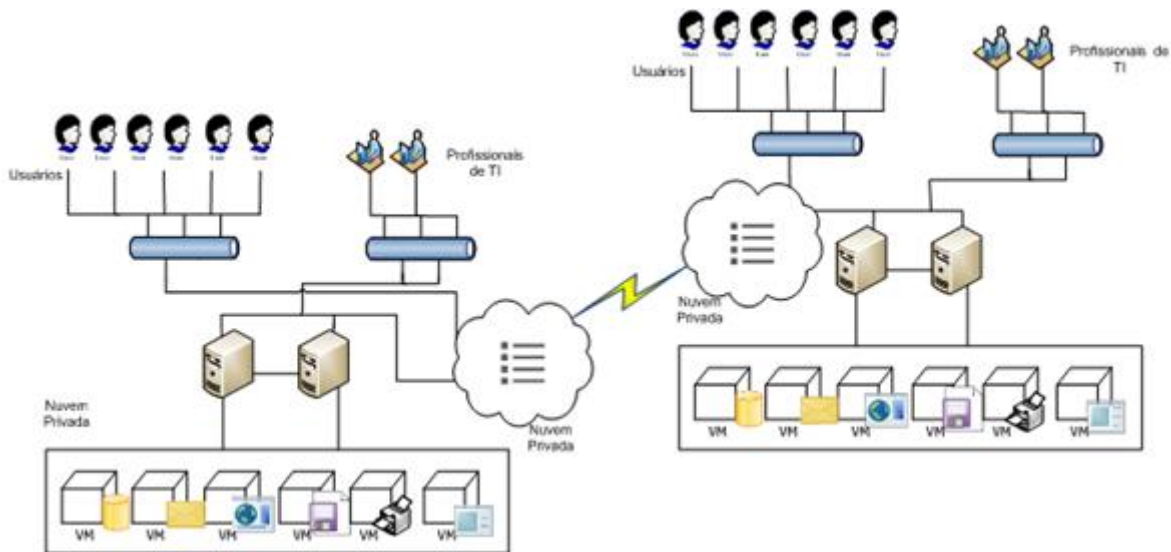 Usuários
Profissionais de
TI
Usuários
Profissionais
de TI
Nuvem
Privada
Nuvem
Privada
Nuvem
Privada
VM VM VM VM VM VM
VM VM VM VM VM VM